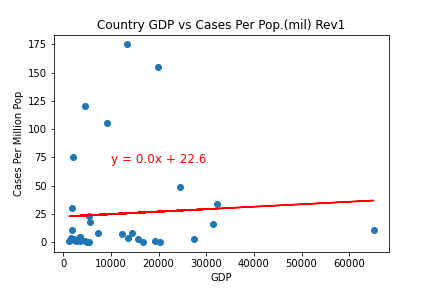 Country GDP vs Cases Per Pop.(mil) Rev1
175
150
125
100
75
50
25
0
Cases Per Million Pop
y = 0.0x + 22.6
0 10000 20000 30000 40000 50000 60000
GDP